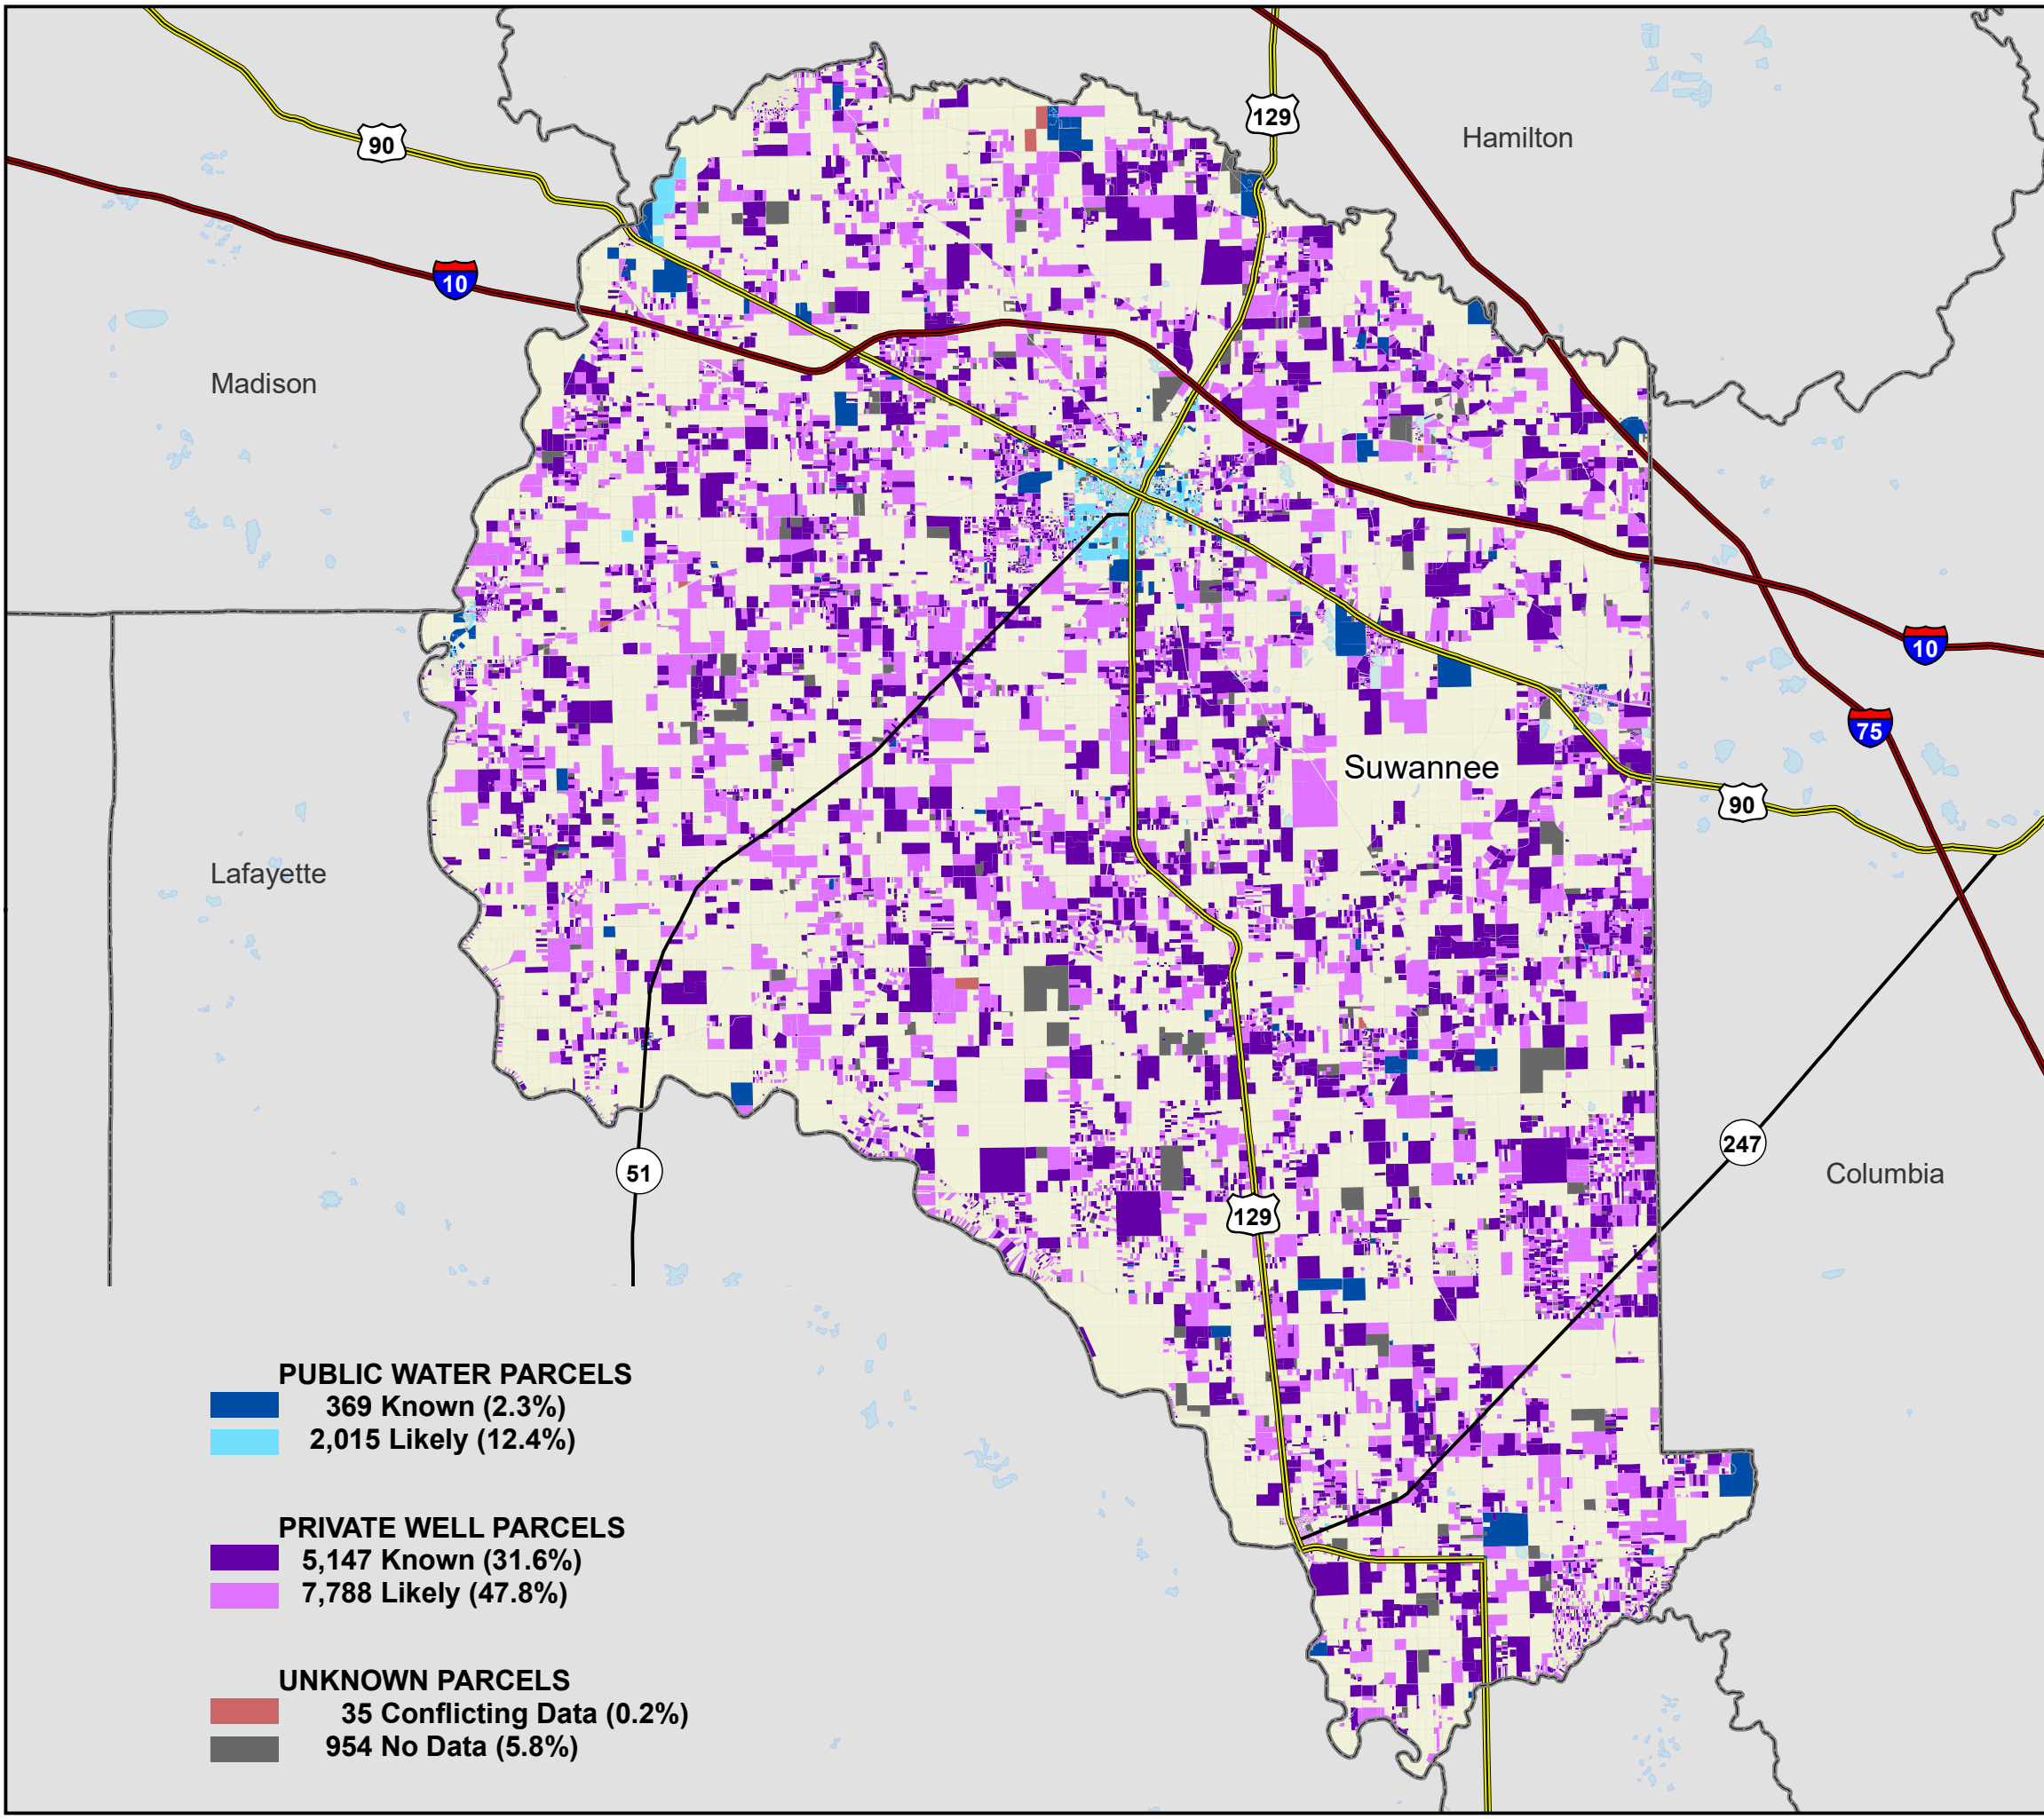 129
Hamilton
90
10
Madison
10
75
Suwannee
90
Lafayette
247
51
Columbia
129
PUBLIC WATER PARCELS
369 Known (2.3%)
2,015 Likely (12.4%)
PRIVATE WELL PARCELS
5,147 Known (31.6%)
7,788 Likely (47.8%)
UNKNOWN PARCELS
35 Conflicting Data (0.2%)
954 No Data (5.8%)